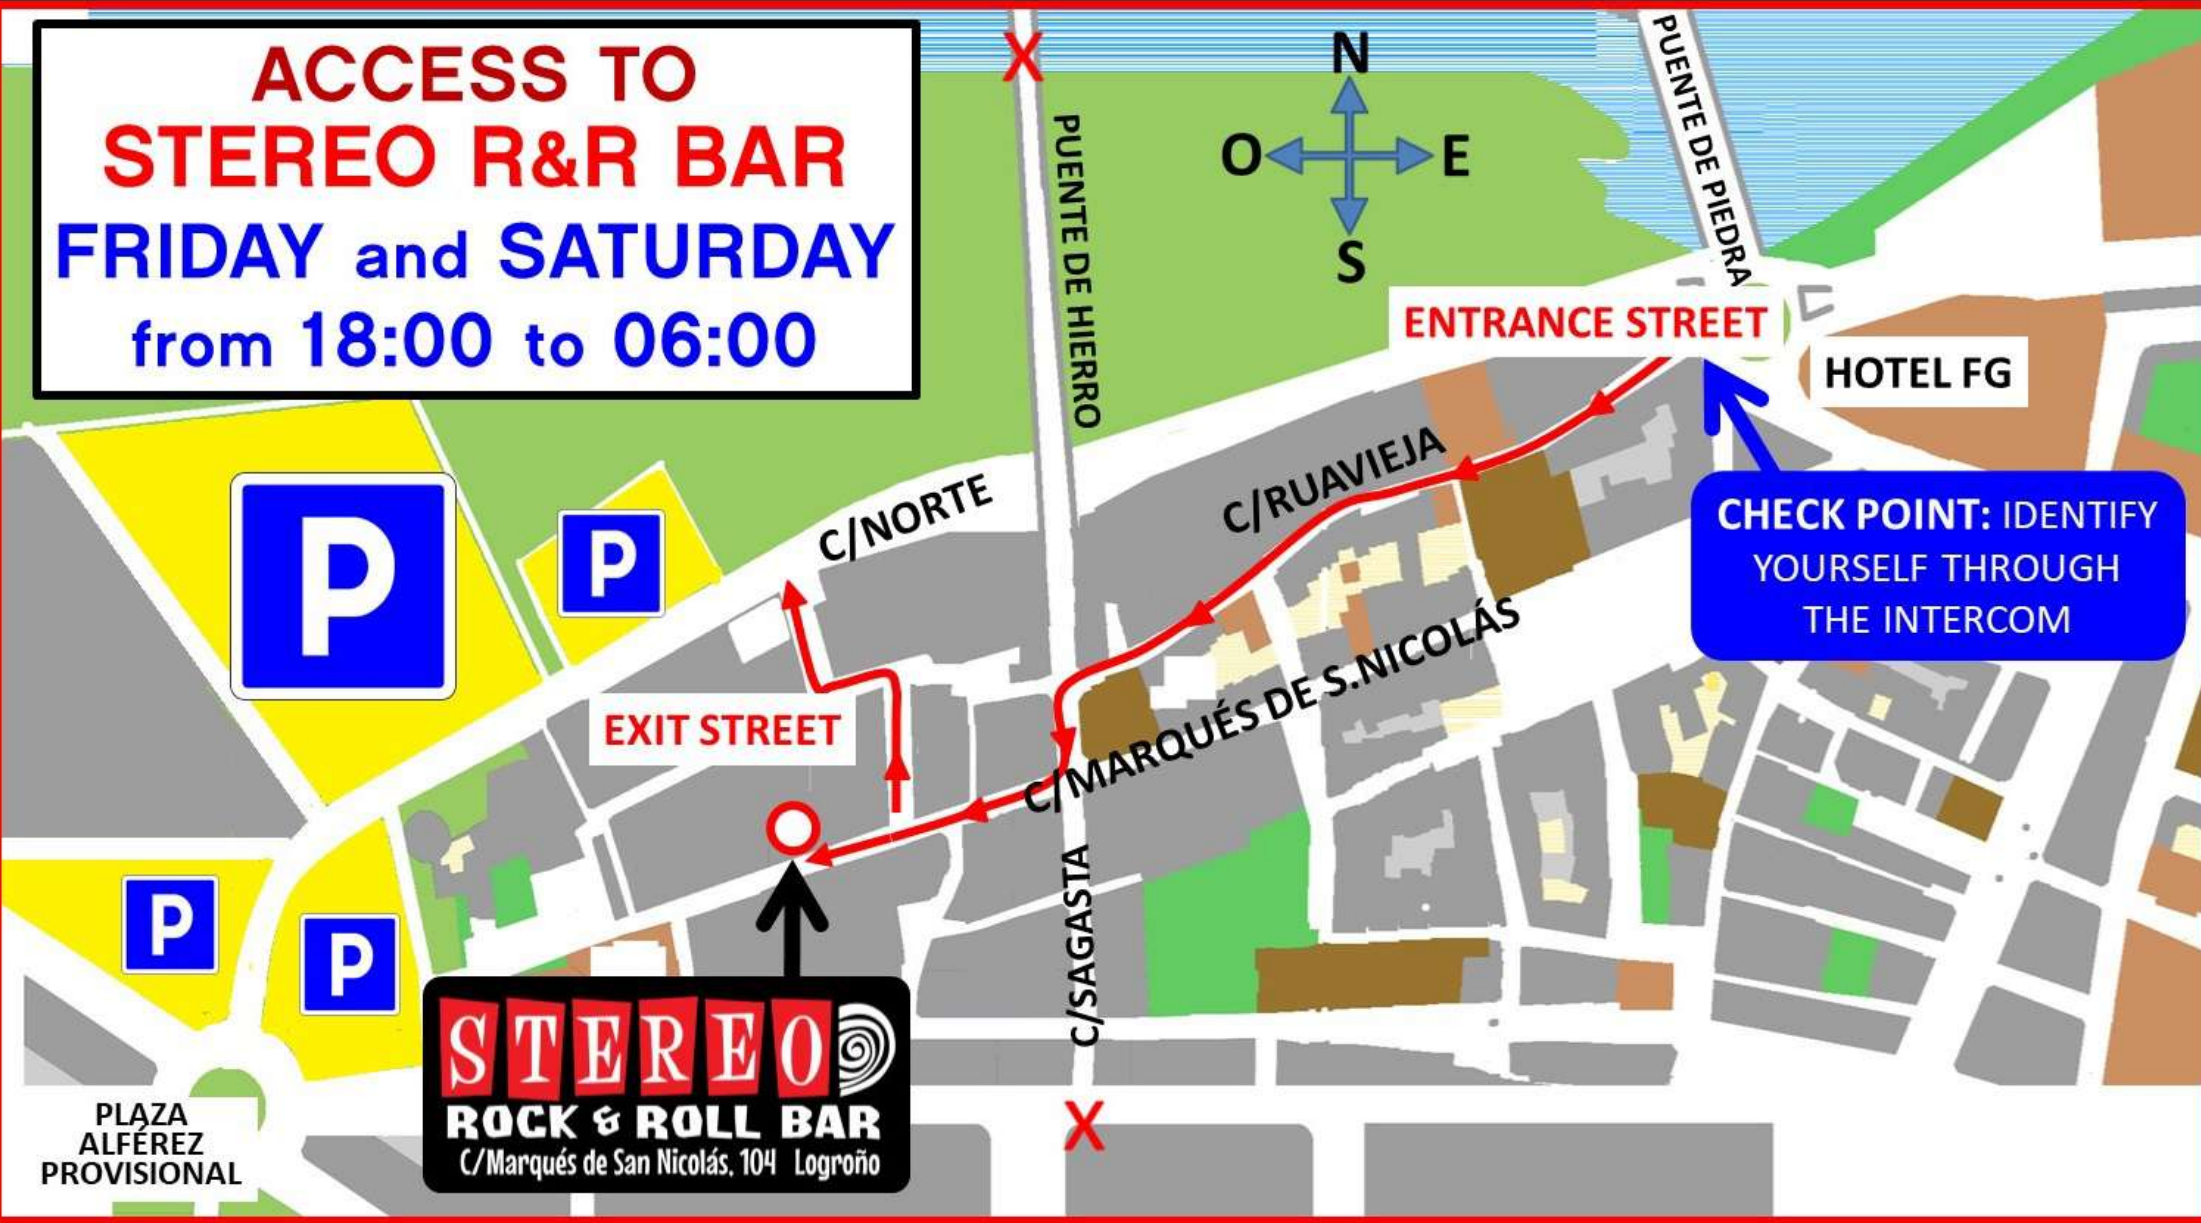 ACCESS TO
STEREO R&R BAR
FRIDAY and SATURDAY
from 18:00 to 06:00
X
PUENTE DE HIERRO
N
O
E
S
PUENTE DE PIEDRA
ENTRANCE STREET
HOTEL FG
CHECK POINT: IDENTIFY
YOURSELF THROUGH
THE INTERCOM
C/RUAVIEJA
C/NORTE
P
P
EXIT STREET
C/MARQUÉS DE S.NICOLÁS
C/SAGASTA
P
P
STEREO
ROCK & ROLL BAR
C/Marqués de San Nicolás, 104 Logroño
X
PLAZA
ALFÉREZ
PROVISIONAL